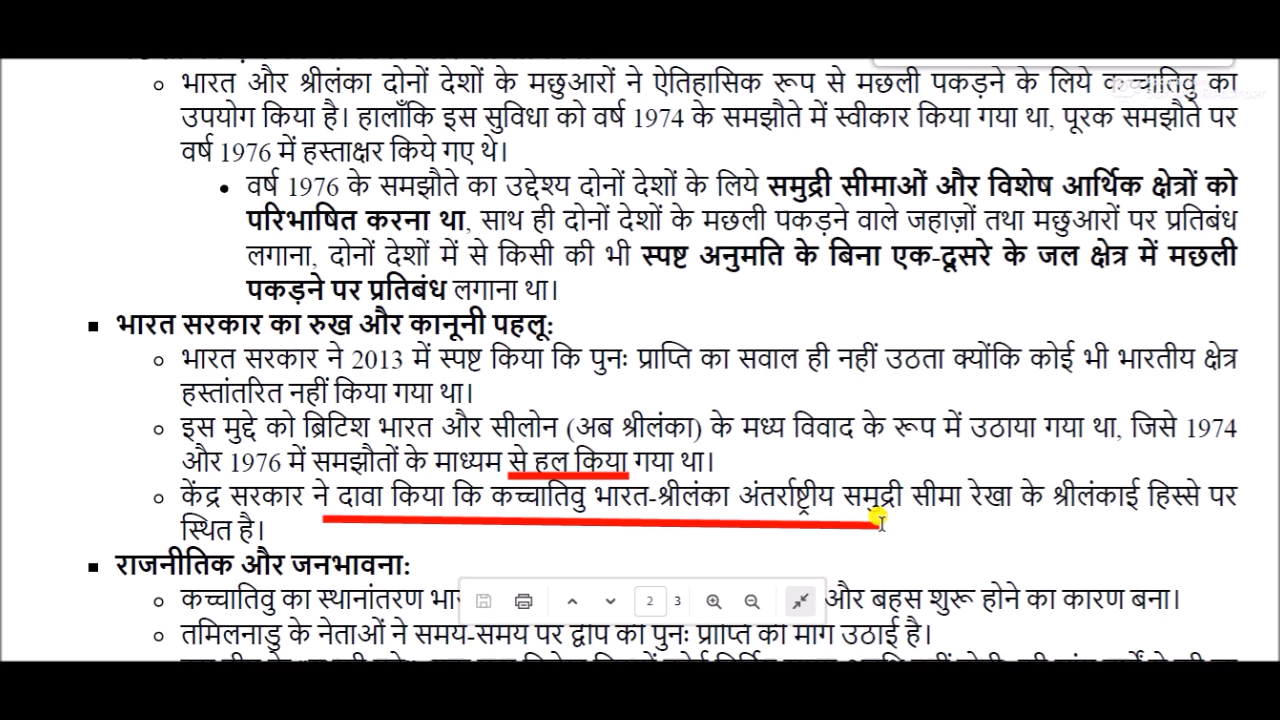 भारत और श्रीलंका दोनों देशों के मछुआरों ने ऐतिहासिक रूप से मछली पकड़ने के लिये कच्चातिवु का
उपयोग किया है। हालाँकि इस सुविधा को वर्ष 1974 के समझौते में स्वीकार किया गया था, पूरक समझौते पर
वर्ष 1976 में हस्ताक्षर किये गए थे।
वर्ष 1976 के समझौते का उद्देश्य दोनों देशों के लिये समुद्री सीमाओं और विशेष आर्थिक क्षेत्रों को
परिभाषित करना था, साथ ही दोनों देशों के मछली पकड़ने वाले जहाज़ों तथा मछुआरों पर प्रतिबंध
लगाना, दोनों देशों में से किसी की भी स्पष्ट अनुमति के बिना एक-दूसरे के जल क्षेत्र में मछली
पकड़ने पर प्रतिबंध लगाना था।
भारत सरकार का रुख और कानूनी पहलू:
भारत सरकार ने 2013 में स्पष्ट किया कि पुनः प्राप्ति का सवाल ही नहीं उठता क्योंकि कोई भी भारतीय क्षेत्र
हस्तांतरित नहीं किया गया था।
इस मुद्दे को ब्रिटिश भारत और सीलोन (अब श्रीलंका) के मध्य विवाद के रूप में उठाया गया था, जिसे 1974
और 1976 में समझौतों के माध्यम से हल किया गया था।
केंद्र सरकार ने दावा किया कि कच्चातिवु भारत-श्रीलंका अंतर्राष्ट्रीय समुद्री सीमा रेखा के श्रीलंकाई हिस्से पर
स्थित है।
राजनीतिक और जनभावना:
कच्चातिवु का स्थानांतरण और बहस शुरू होने का कारण बना।
2 3
तमिलनाडु के नेताओं ने समय-समय पर द्वीप की पुनः प्राप्ति की माँग उठाई है।